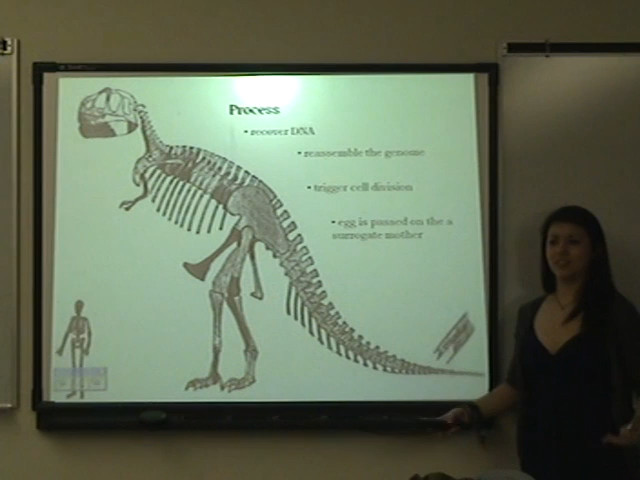 Process
• recover DNA
• reassemble the genome
• trigger cell division
• egg is passed on the a
surrogate mother